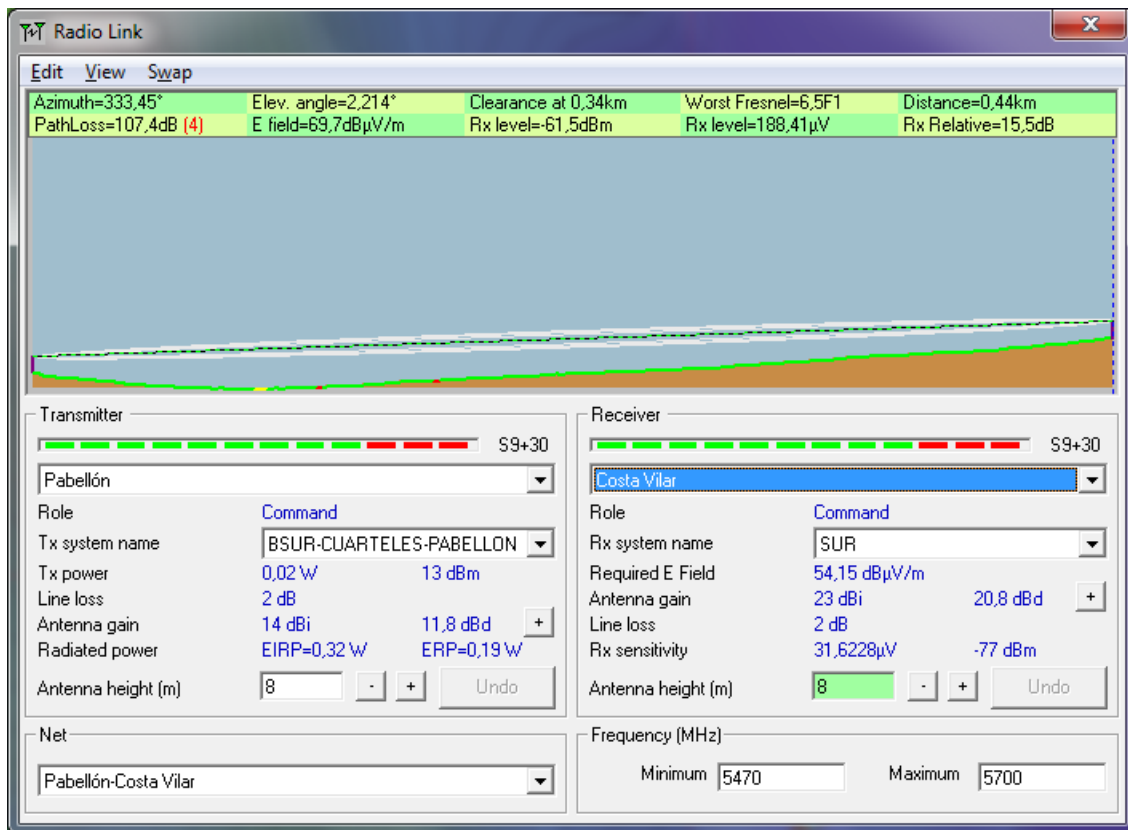 Radio Link
Edit View Swap
Azimuth=333,45° Elev. angle=2,214° Clearance at 0,34km Worst Fresnel=6,5F1 Distance=0,44km
PathLoss=107,4dB (4) E field=69,7dBµV/m Rx level=-61,5dBm Rx level=188,41µV Rx Relative=15,5dB
Transmitter
S9+30
Pabellón
Role Command
Tx system name BSUR-CUARTELES-PABELLON
Tx power 0,02 W 13 dBm
Line loss 2 dB
Antenna gain 14 dBi 11,8 dBd +
Radiated power EIRP=0,32 W ERP=0,19 W
Antenna height (m) 8 - + Undo
Net
Pabellón-Costa Vilar
Receiver
S9+30
Costa Vilar
Role Command
Rx system name SUR
Required E Field 54,15 dBµV/m
Antenna gain 23 dBi 20,8 dBd +
Line loss 2 dB
Rx sensitivity 31,6228µV -77 dBm
Antenna height (m) 8 - + Undo
Frequency (MHz)
Minimum 5470 Maximum 5700